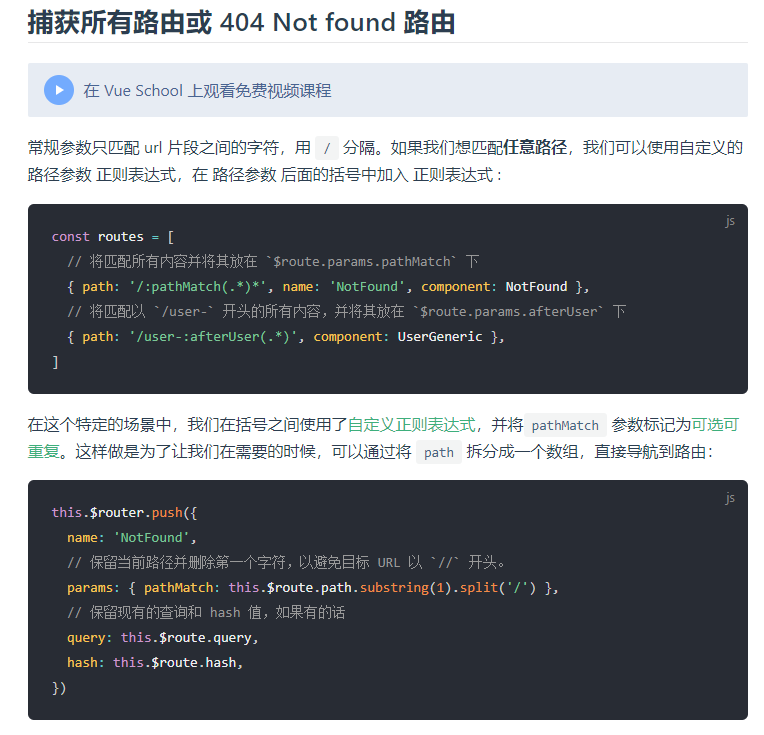 捕获所有路由或 404 Not found 路由
在 Vue School 上观看免费视频课程
常规参数只匹配 url 片段之间的字符，用 / 分隔。如果我们想匹配任意路径，我们可以使用自定义的
路径参数 正则表达式，在 路径参数 后面的括号中加入 正则表达式 :
js
const routes = [
  // 将匹配所有内容并将其放在 `$route.params.pathMatch` 下
  { path: '/:pathMatch(.*)*', name: 'NotFound', component: NotFound },
  // 将匹配以 `/user-` 开头的所有内容，并将其放在 `$route.params.afterUser` 下
  { path: '/user-:afterUser(.*)', component: UserGeneric },
]
在这个特定的场景中，我们在括号之间使用了自定义正则表达式，并将 pathMatch 参数标记为可选可
重复。这样做是为了让我们在需要的时候，可以通过将 path 拆分成一个数组，直接导航到路由：
js
this.$router.push({
  name: 'NotFound',
  // 保留当前路径并删除第一个字符，以避免目标 URL 以 `//` 开头。
  params: { pathMatch: this.$route.path.substring(1).split('/') },
  // 保留现有的查询和 hash 值，如果有的话
  query: this.$route.query,
  hash: this.$route.hash,
})